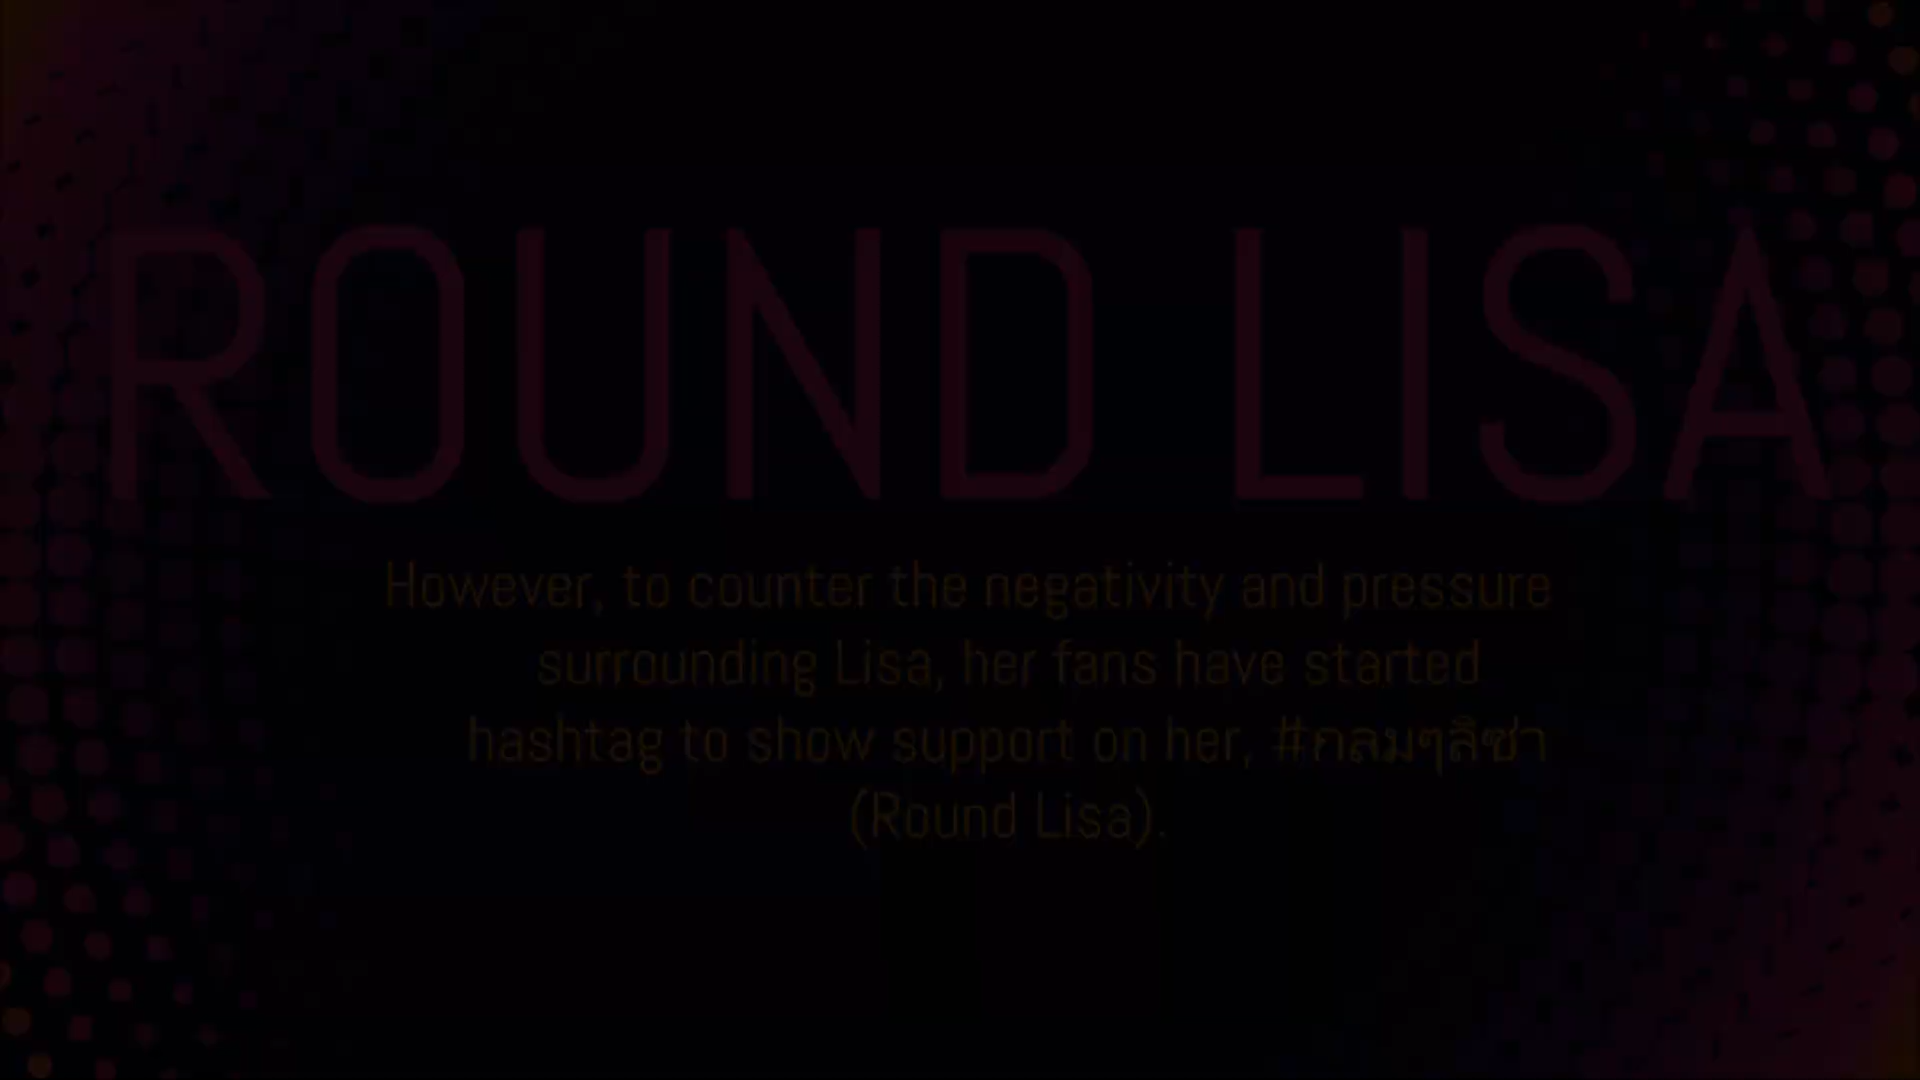 ROUND LISA
However, to counter the negativity and pressure
surrounding Lisa, her fans have started
hashtag to show support on her, #กลมๆลิซ่า
(Round Lisa).